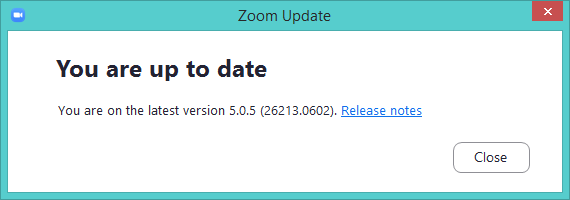 Zoom Update
You are up to date
You are on the latest version 5.0.5 (26213.0602). Release notes
Close